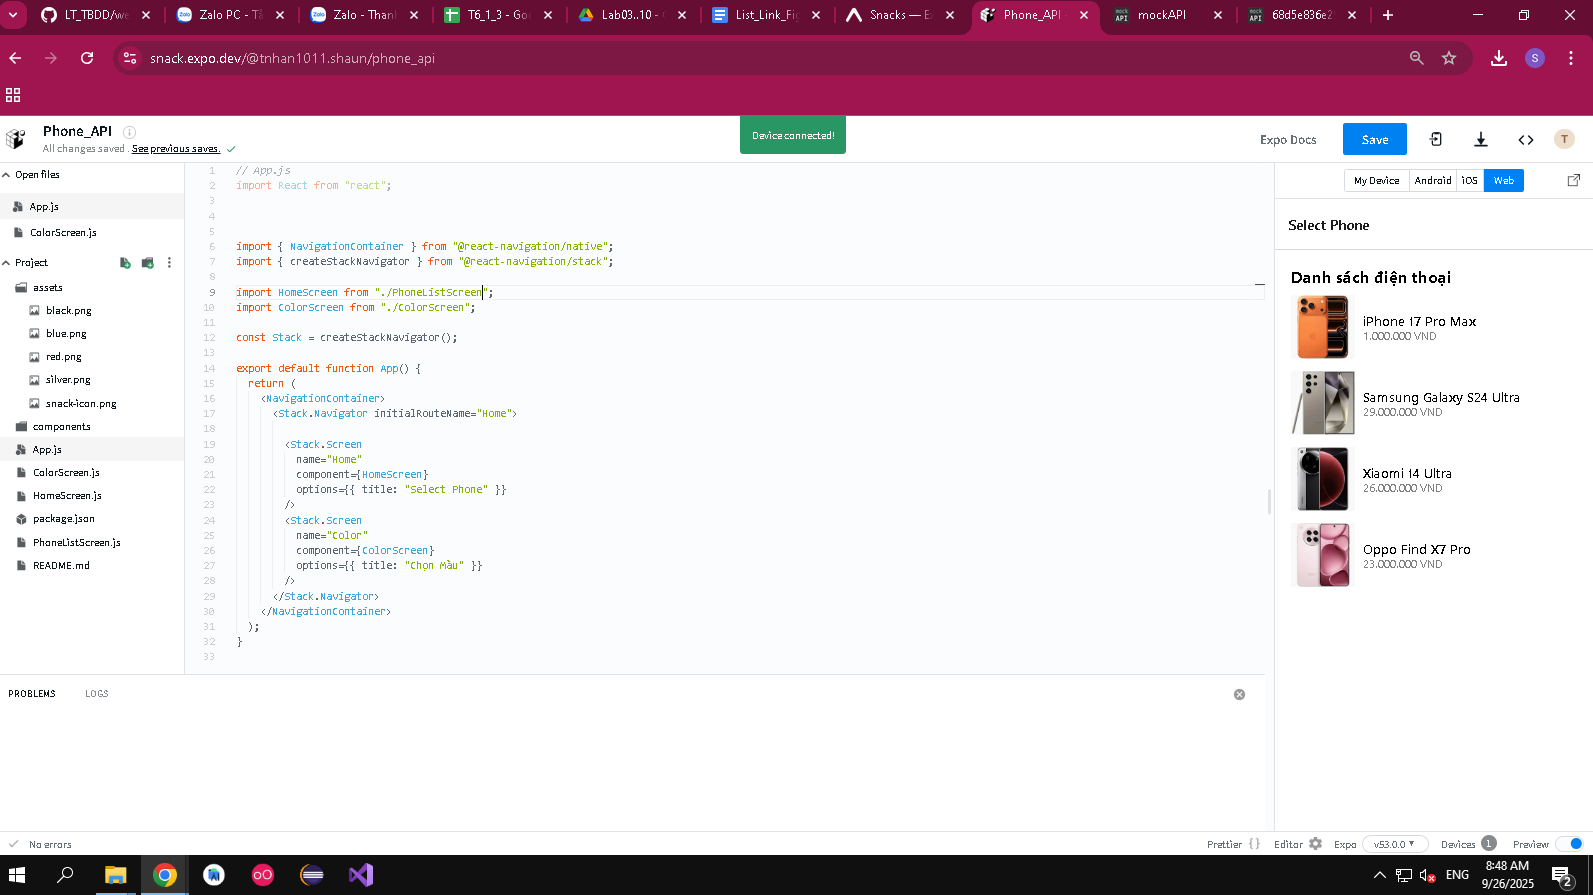 LT_TBDD/we
Zalo PC - Tả
Zalo - Thanh
T6_1_3 - Goo
Lab03..10 -
List_Link_Fig
Snacks — Ex
Phone_API -
mockAPI
68d5e836e29
snack.expo.dev/@tnhan1011.shaun/phone_api
S
Phone_API
All changes saved. See previous saves.
Device connected!
Expo Docs
Save
T
Open files
App.js
ColorScreen.js
Project
assets
black.png
blue.png
red.png
silver.png
snack-icon.png
components
App.js
ColorScreen.js
HomeScreen.js
package.json
PhoneListScreen.js
README.md
1 // App.js
2 import React from "react";
3
4
5
6 import { NavigationContainer } from "@react-navigation/native";
7 import { createStackNavigator } from "@react-navigation/stack";
8
9 import HomeScreen from "./PhoneListScreen";
10 import ColorScreen from "./ColorScreen";
11
12 const Stack = createStackNavigator();
13
14 export default function App() {
15 return (
16 <NavigationContainer>
17 <Stack.Navigator initialRouteName="Home">
18
19 <Stack.Screen
20 name="Home"
21 component={HomeScreen}
22 options={{ title: "Select Phone" }}
23 />
24 <Stack.Screen
25 name="Color"
26 component={ColorScreen}
27 options={{ title: "Chọn Màu" }}
28 />
29 </Stack.Navigator>
30 </NavigationContainer>
31 );
32 }
33
My Device
Android
iOS
Web
Select Phone
Danh sách điện thoại
iPhone 17 Pro Max
1.000.000 VND
Samsung Galaxy S24 Ultra
29.000.000 VND
Xiaomi 14 Ultra
26.000.000 VND
Oppo Find X7 Pro
23.000.000 VND
PROBLEMS
LOGS
No errors
Prettier { }
Editor
Expo
v53.0.0
Devices 1
Preview
ENG
8:48 AM
9/26/2025
2